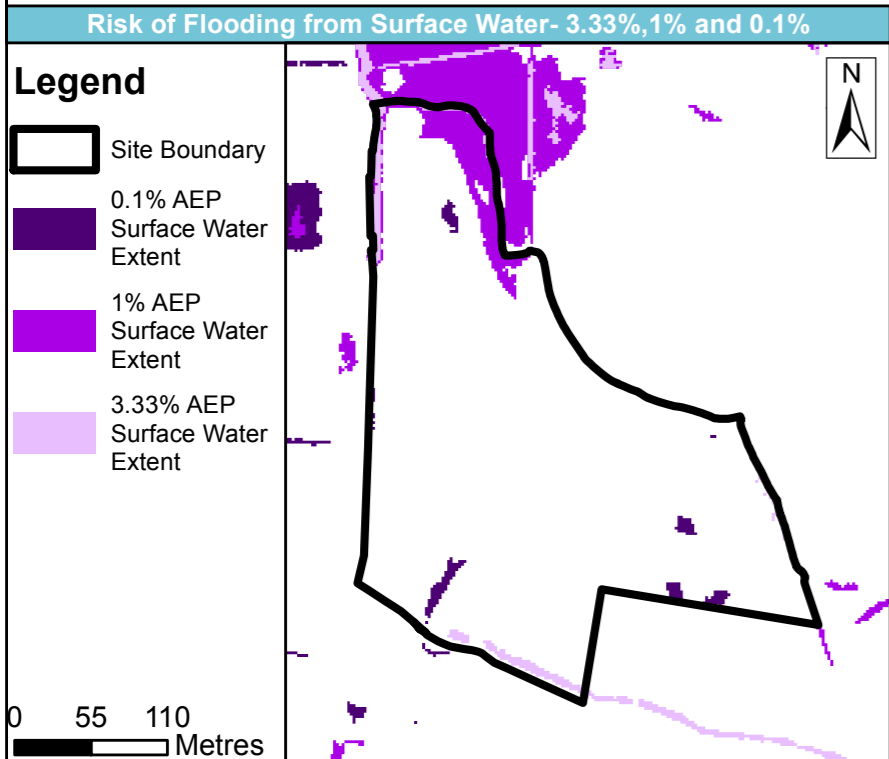 Risk of Flooding from Surface Water- 3.33%,1% and 0.1%
Legend
Site Boundary
0.1% AEP
Surface Water
Extent
1% AEP
Surface Water
Extent
3.33% AEP
Surface Water
Extent
0 55 110
Metres
N